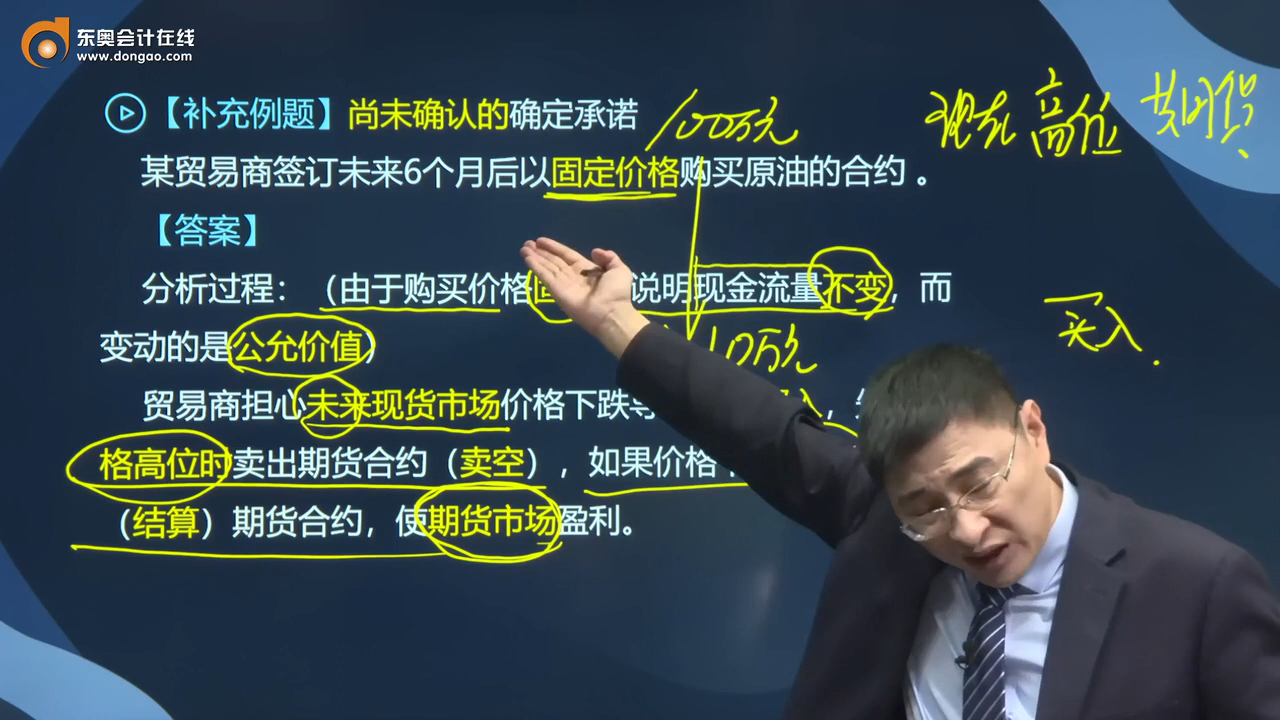 东奥会计在线
www.dongao.com
【补充例题】尚未确认的确定承诺
100万元
现在 高位 期货
某贸易商签订未来6个月后以固定价格购买原油的合约。
【答案】
分析过程：（由于购买价格固 说明现金流量不变，而
变动的是公允价值）
10万元
买入
贸易商担心未来现货市场价格下跌
格高位时卖出期货合约（卖空），如果价格
（结算）期货合约，使期货市场盈利。